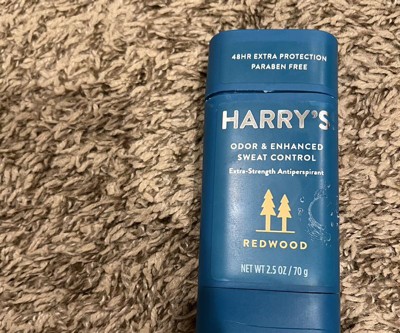 48HR EXTRA PROTECTION
PARABEN FREE
HARRY'S
ODOR & ENHANCED
SWEAT CONTROL
Extra-Strength Antiperspirant
REDWOOD
NET WT 2.5 OZ / 70 g